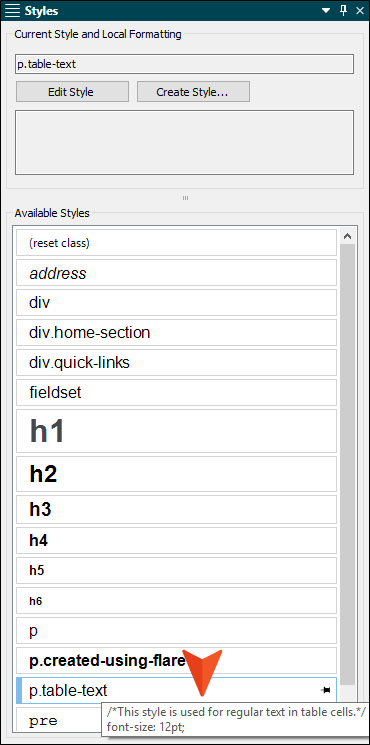 Styles
Current Style and Local Formatting
p.table-text
Edit Style
Create Style...
Available Styles
(reset class)
address
div
div.home-section
div.quick-links
fieldset
h1
h2
h3
h4
h5
h6
p
p.created-using-flare
p.table-text
/*This style is used for regular text in table cells.*/
font-size: 12pt;
pre